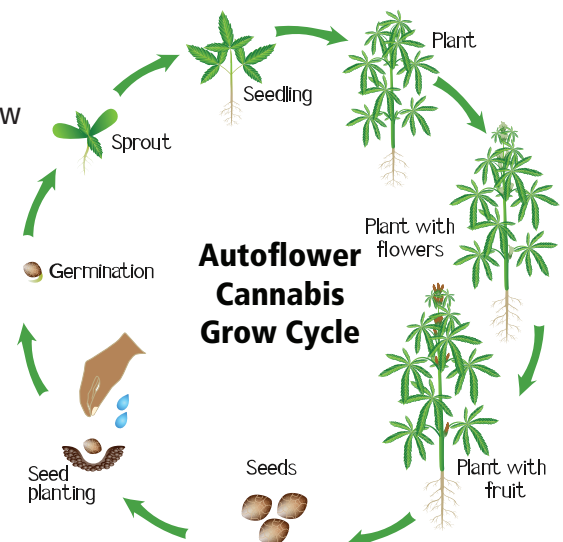 w
Plant
Seedling
Sprout
Plant with
flowers
Germination
Autoflower
Cannabis
Grow Cycle
Seed
planting
Seeds
Plant with
fruit